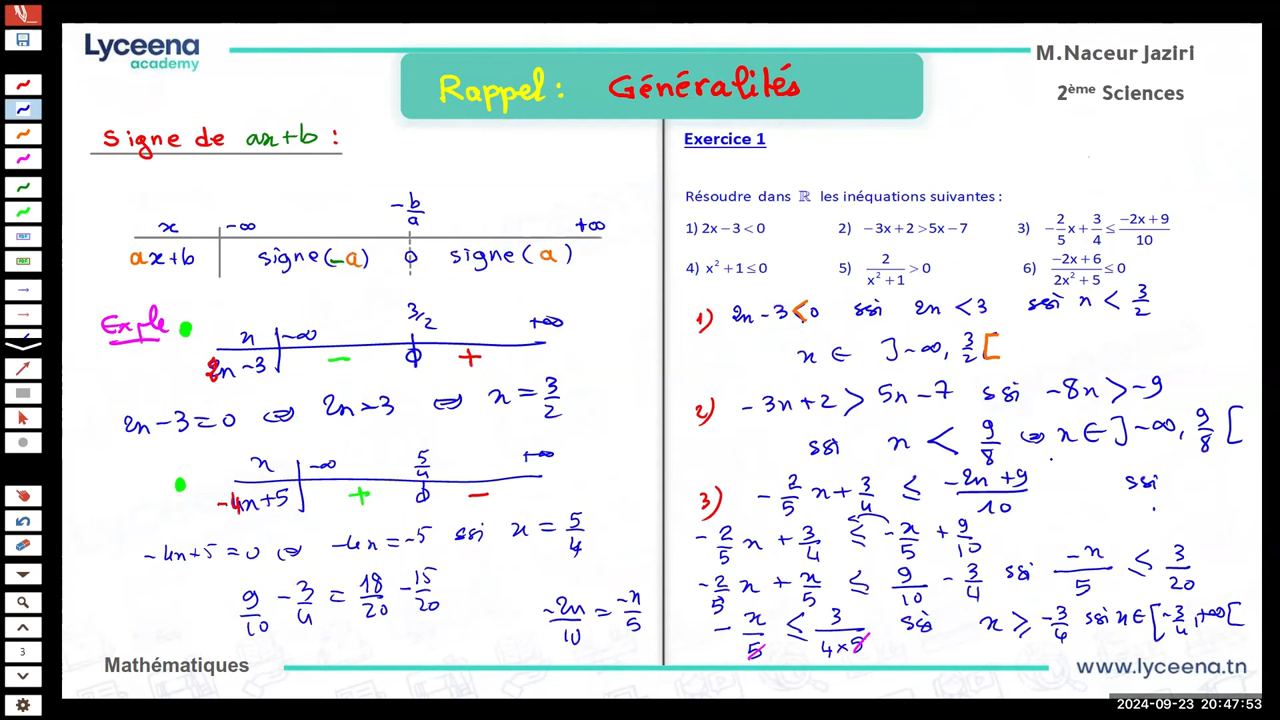 Lyceena
academy
M.Naceur Jaziri
2ème Sciences
Rappel : Généralités
Signe de ax+b :
x -∞ -b/a +∞
ax+b signe(-a) 0 signe(a)
Exple
x -∞ 3/2 +∞
2x-3 - 0 +
2x-3=0 ⇔ 2x=3 ⇔ x = 3/2
x -∞ 5/4 +∞
-4x+5 + 0 -
-4x+5=0 ⇔ -4x=-5 ssi x = 5/4
9/10 - 3/4 = 18/20 - 15/20
-2x/10 = -x/5
Exercice 1
Résoudre dans ℝ les inéquations suivantes :
1) 2x-3<0 2) -3x+2>5x-7 3) -2/5x+3/4≤(-2x+9)/10
4) x²+1≤0 5) 2/(x²+1)>0 6) (-2x+6)/(2x²+5)≤0
1) 2x-3<0 ssi 2x<3 ssi x<3/2
x ∈ ]-∞, 3/2[
2) -3x+2 > 5x-7 ssi -8x > -9
ssi x < 9/8 ⇔ x ∈ ]-∞, 9/8[
3) -2/5 x + 3/4 ≤ (-2x+9)/10 ssi
-2/5 x + 3/4 ≤ -x/5 + 9/10
-2/5 x + x/5 ≤ 9/10 - 3/4 ssi -x/5 ≤ 3/20
-x/5 ≤ 3/(4×5) ssi x ≥ -3/4 ssi x ∈ [-3/4, +∞[
Mathématiques
www.lyceena.tn
3
2024-09-23 20:47:53